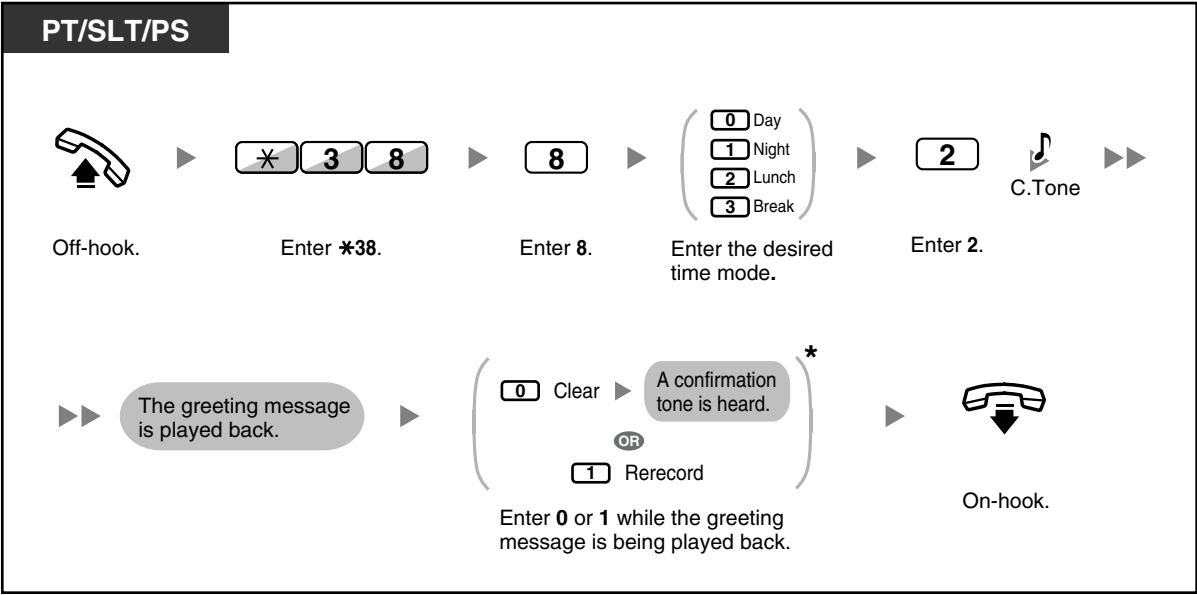 PT/SLT/PS
0 Day
1 Night
2 Lunch
3 Break
✳ 3 8
8
2
C.Tone
Off-hook.
Enter ✳38.
Enter 8.
Enter the desired
time mode.
Enter 2.
The greeting message
is played back.
0 Clear
A confirmation
tone is heard.
*
OR
1 Rerecord
Enter 0 or 1 while the greeting
message is being played back.
On-hook.